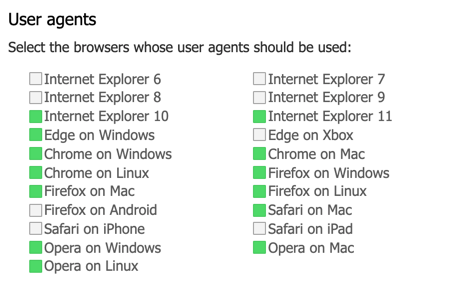 User agents
Select the browsers whose user agents should be used:
Internet Explorer 6
Internet Explorer 7
Internet Explorer 8
Internet Explorer 9
Internet Explorer 10
Internet Explorer 11
Edge on Windows
Edge on Xbox
Chrome on Windows
Chrome on Mac
Chrome on Linux
Firefox on Windows
Firefox on Mac
Firefox on Linux
Firefox on Android
Safari on Mac
Safari on iPhone
Safari on iPad
Opera on Windows
Opera on Mac
Opera on Linux